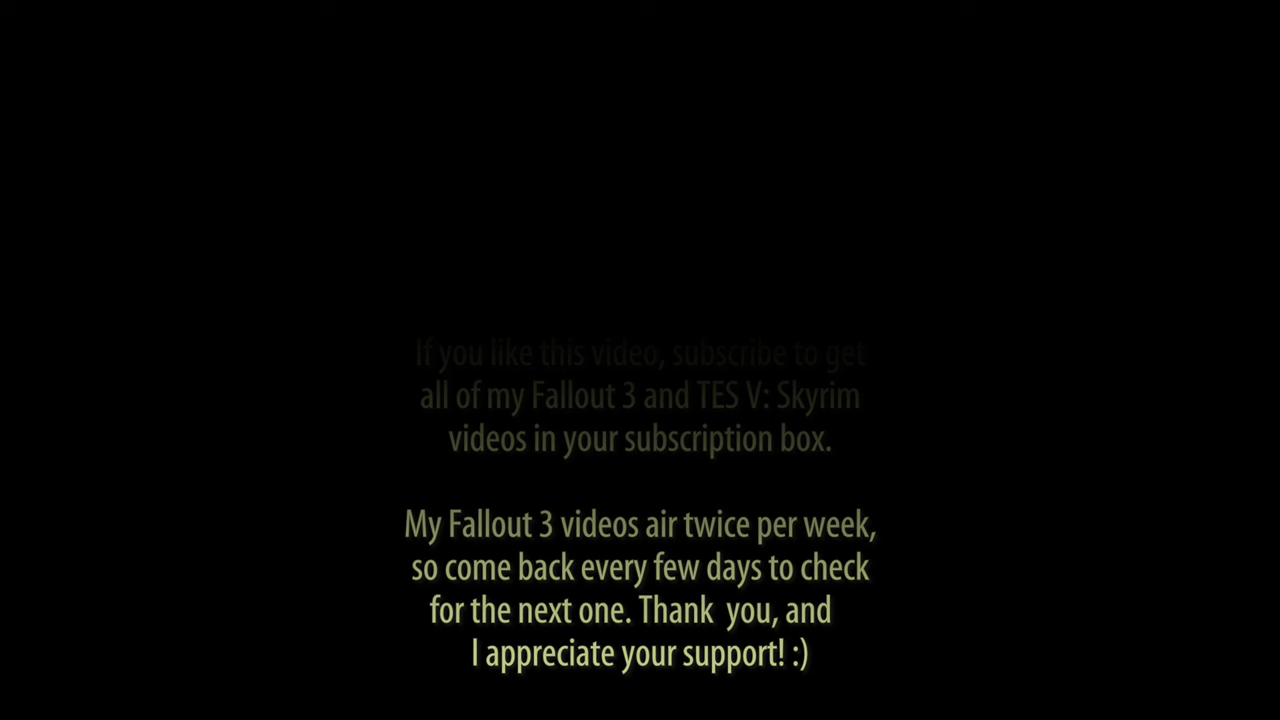 If you like this video, subscribe to get
all of my Fallout 3 and TES V: Skyrim
videos in your subscription box.
My Fallout 3 videos air twice per week,
so come back every few days to check
for the next one. Thank you, and
I appreciate your support! :)